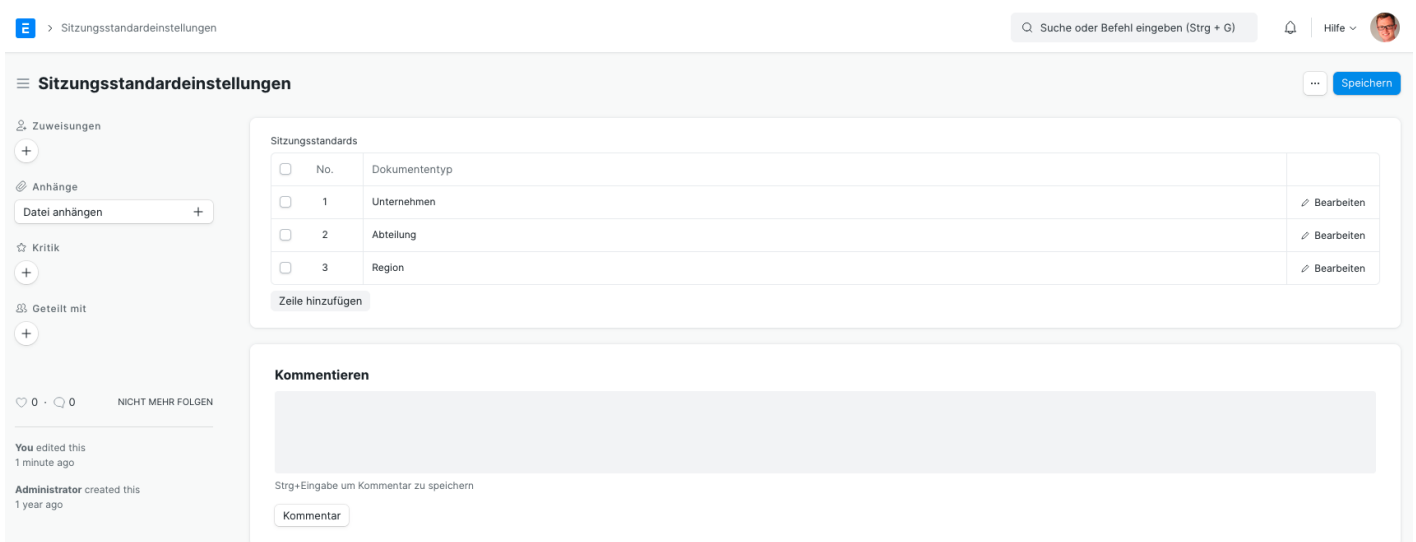 E > Sitzungsstandardeinstellungen
Suche oder Befehl eingeben (Strg + G)
Hilfe
Sitzungsstandardeinstellungen
...
Speichern
Zuweisungen
+
Anhänge
Datei anhängen +
Kritik
+
Geteilt mit
+
0 · 0 NICHT MEHR FOLGEN
You edited this
1 minute ago
Administrator created this
1 year ago
Sitzungsstandards
No. Dokumententyp
1 Unternehmen Bearbeiten
2 Abteilung Bearbeiten
3 Region Bearbeiten
Zeile hinzufügen
Kommentieren
Strg+Eingabe um Kommentar zu speichern
Kommentar